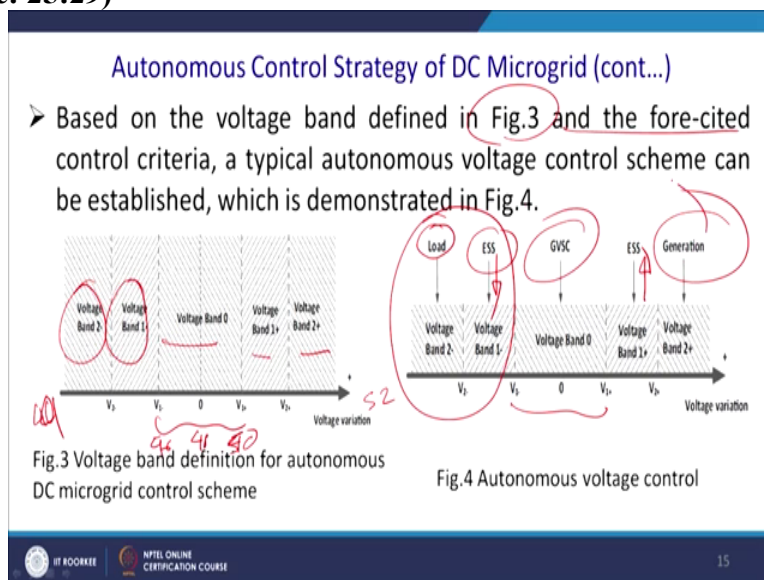 Autonomous Control Strategy of DC Microgrid (cont...)
➤ Based on the voltage band defined in Fig.3 and the fore-cited
control criteria, a typical autonomous voltage control scheme can
be established, which is demonstrated in Fig.4.
Load ESS GVSC ESS Generation
Voltage Band 2- Voltage Band 1- Voltage Band 0 Voltage Band 1+ Voltage Band 2+
Voltage Band 2- Voltage Band 1- Voltage Band 0 Voltage Band 1+ Voltage Band 2+
V2- V1- 0 V1+ V2+
Voltage variation
52
V2- V1- 0 V1+ V2+
Voltage variation
Fig.3 Voltage band definition for autonomous
DC microgrid control scheme
Fig.4 Autonomous voltage control
IIT ROORKEE
NPTEL ONLINE
CERTIFICATION COURSE
15